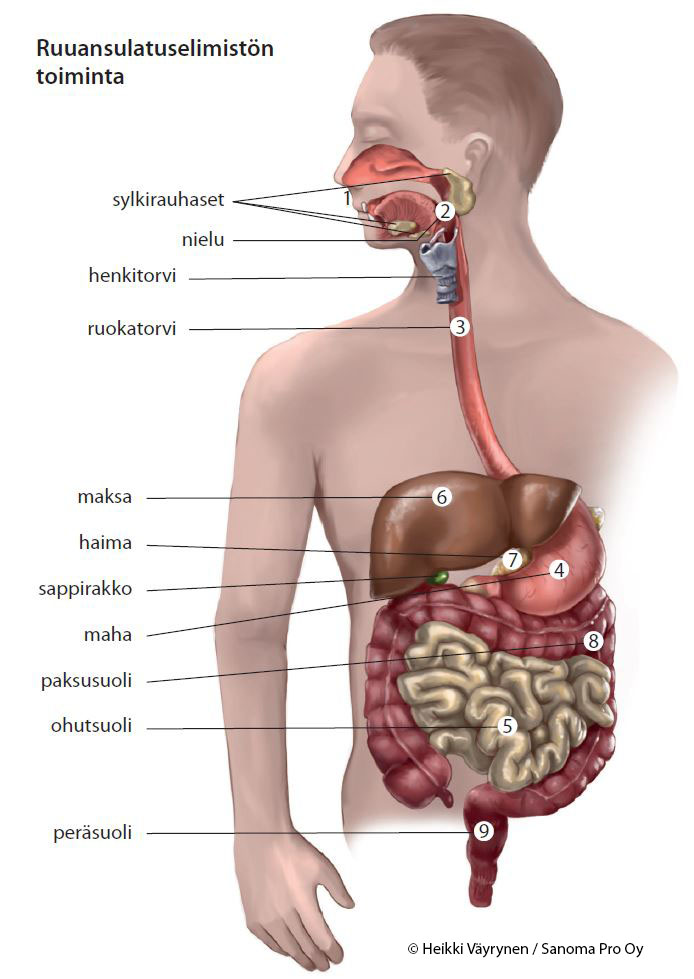 Ruuansulatuselimistön
toiminta
1
sylkirauhaset
2
nielu
henkitorvi
ruokatorvi
3
maksa
6
haima
7
sappirakko
4
maha
8
paksusuoli
ohutsuoli
5
peräsuoli
9
© Heikki Väyrynen / Sanoma Pro Oy